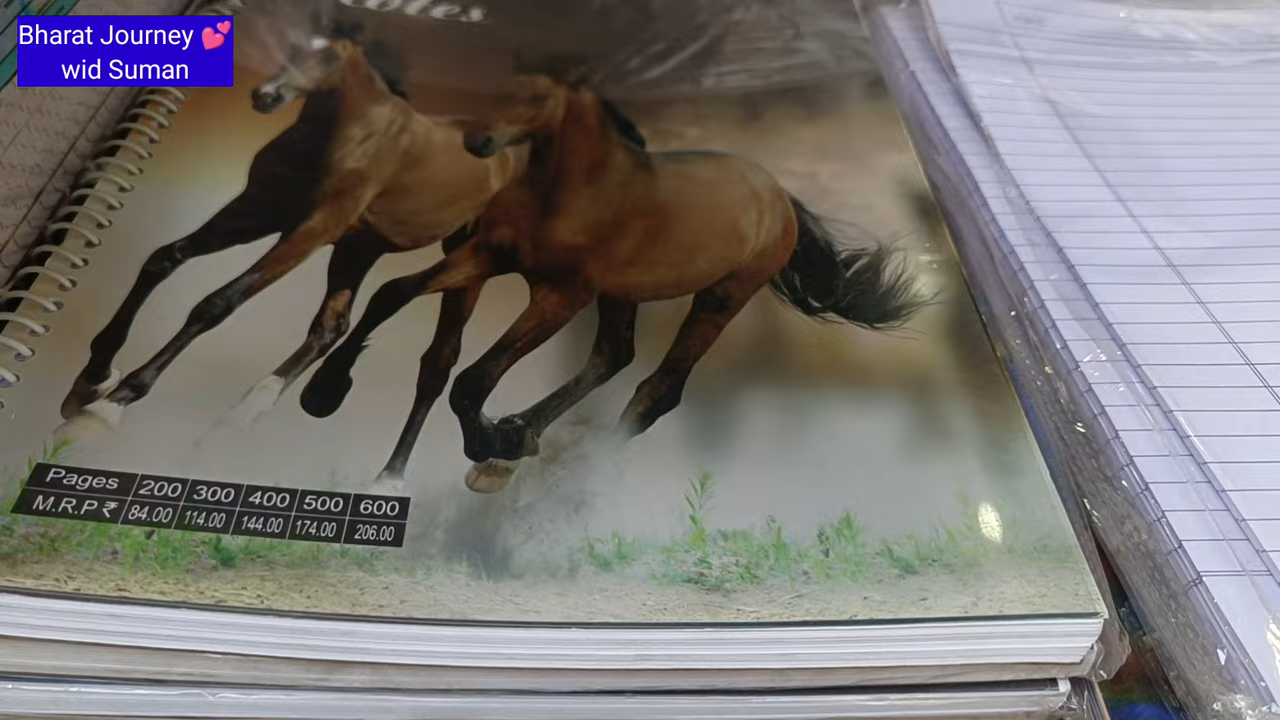 Bharat Journey 💕
wid Suman
Pages 200 300 400 500 600
M.R.P ₹ 84.00 114.00 144.00 174.00 206.00